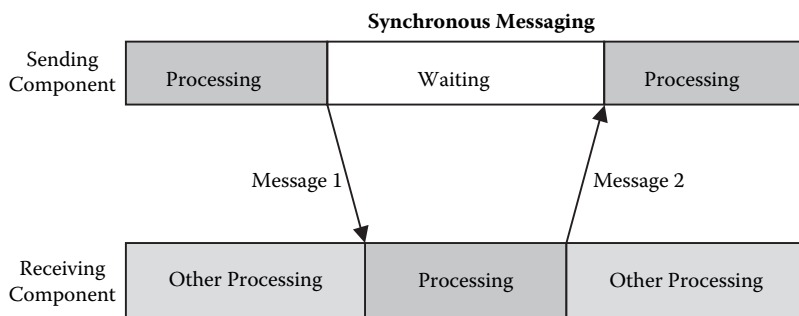 Synchronous Messaging
Sending
Component
Processing
Waiting
Processing
Message 1
Message 2
Receiving
Component
Other Processing
Processing
Other Processing